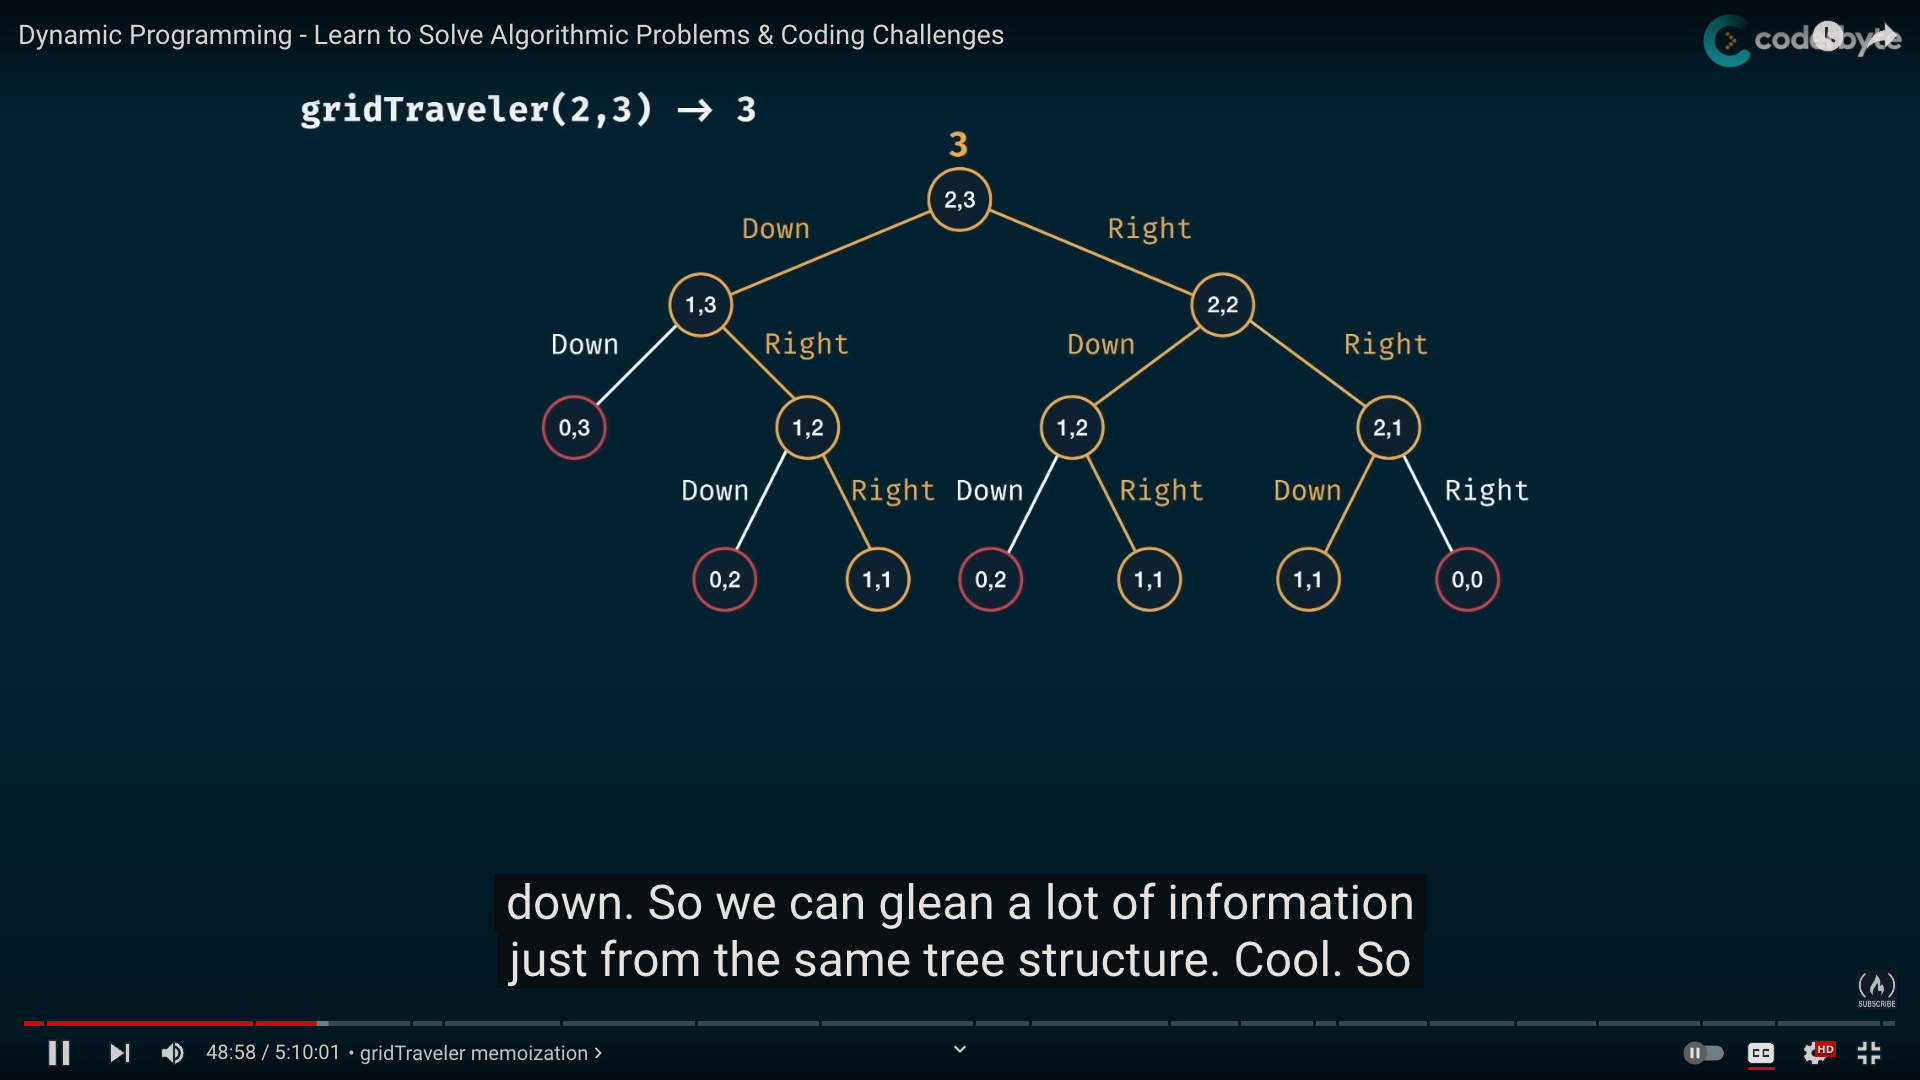 Dynamic Programming - Learn to Solve Algorithmic Problems & Coding Challenges
coderbyte
gridTraveler(2,3) → 3
3
2,3
Down Right
1,3 2,2
Down Right Down Right
0,3 1,2 1,2 2,1
Down Right Down Right Down Right
0,2 1,1 0,2 1,1 1,1 0,0
down. So we can glean a lot of information
just from the same tree structure. Cool. So
SUBSCRIBE
48:58 / 5:10:01 • gridTraveler memoization >
CC HD